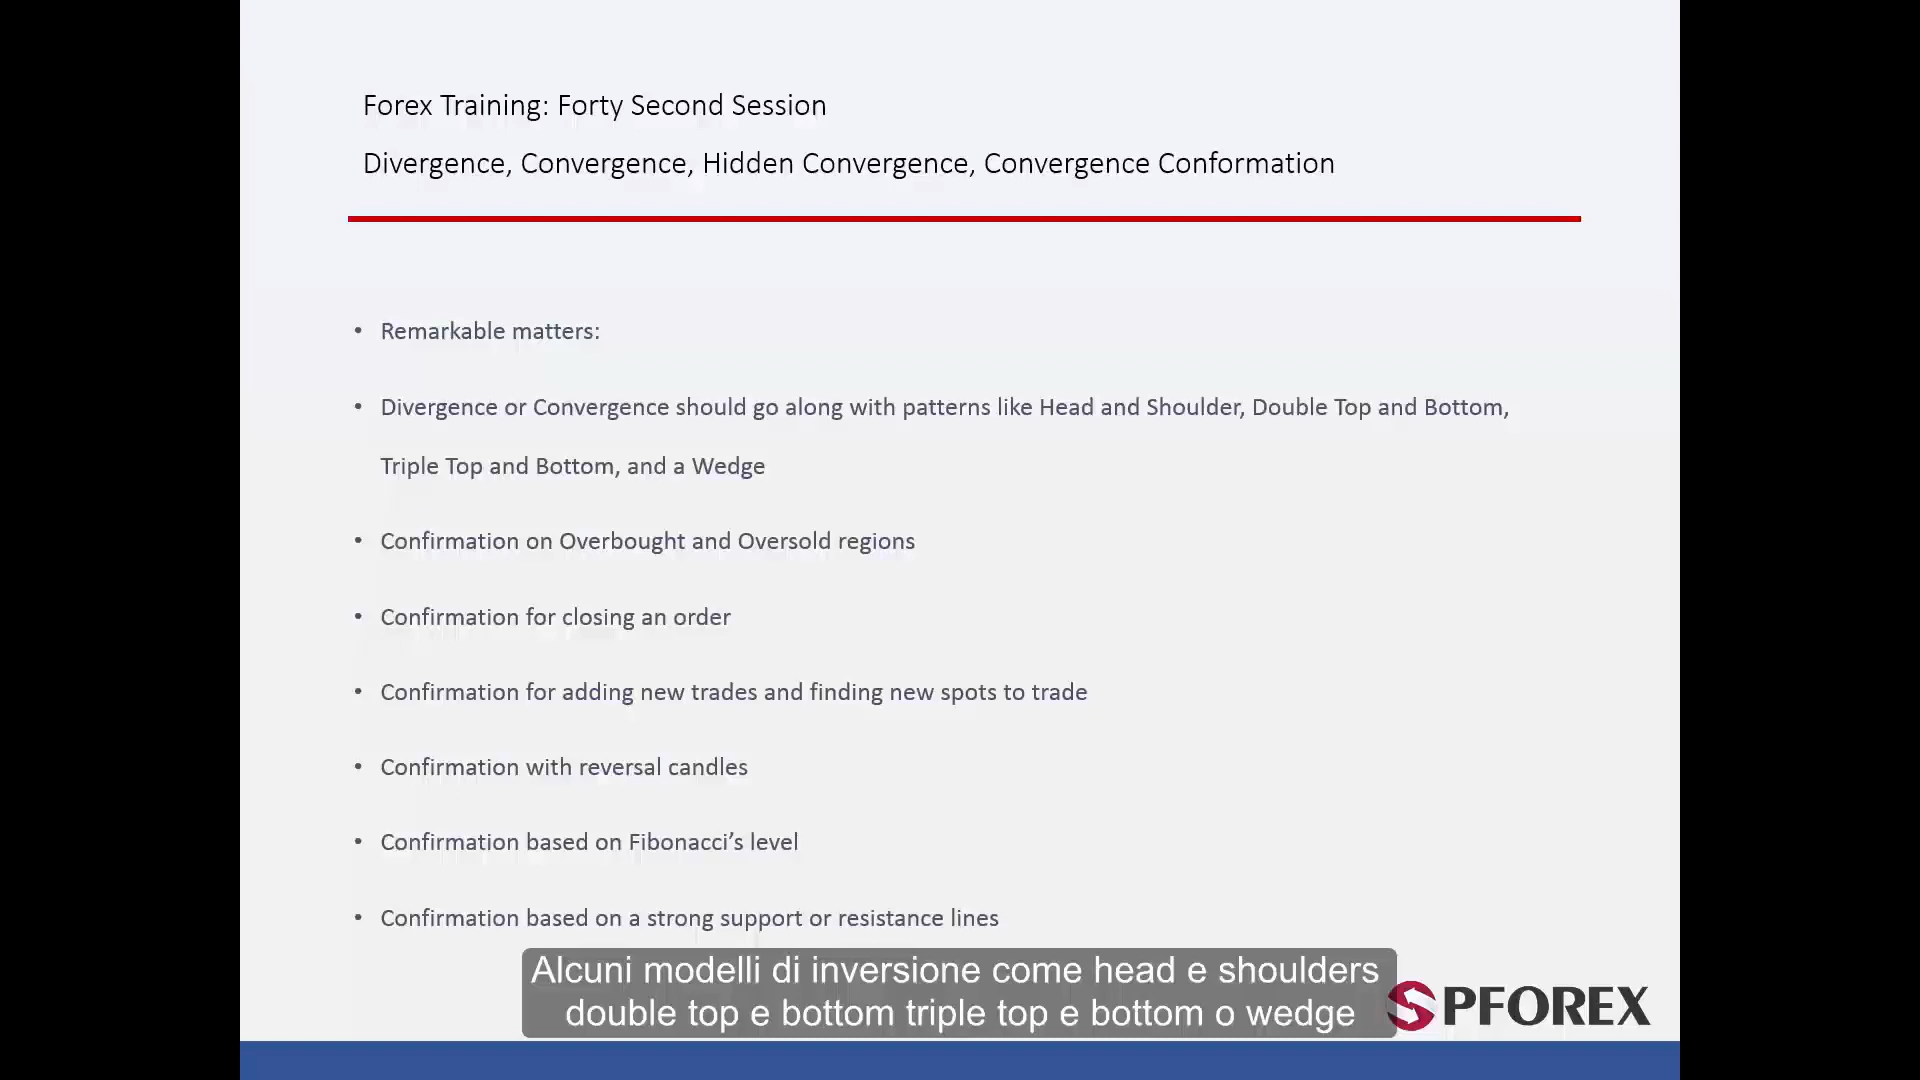 Forex Training: Forty Second Session
Divergence, Convergence, Hidden Convergence, Convergence Conformation
• Remarkable matters:
• Divergence or Convergence should go along with patterns like Head and Shoulder, Double Top and Bottom,
Triple Top and Bottom, and a Wedge
• Confirmation on Overbought and Oversold regions
• Confirmation for closing an order
• Confirmation for adding new trades and finding new spots to trade
• Confirmation with reversal candles
• Confirmation based on Fibonacci’s level
• Confirmation based on a strong support or resistance lines
Alcuni modelli di inversione come head e shoulders
double top e bottom triple top e bottom o wedge
PFOREX